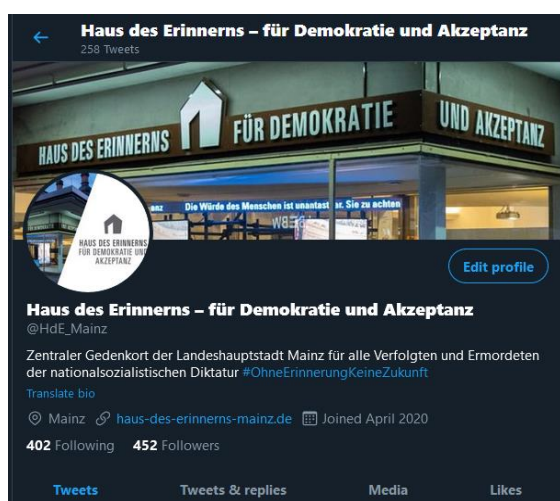 Haus des Erinnerns – für Demokratie und Akzeptanz
258 Tweets
HAUS DES ERINNERNS FÜR DEMOKRATIE UND AKZEPTANZ
Die Würde des Menschen ist unantastbar. Sie zu achten
HAUS DES ERINNERNS
FÜR DEMOKRATIE UND
AKZEPTANZ
Edit profile
Haus des Erinnerns – für Demokratie und Akzeptanz
@HdE_Mainz
Zentraler Gedenkort der Landeshauptstadt Mainz für alle Verfolgten und Ermordeten
der nationalsozialistischen Diktatur #OhneErinnerungKeineZukunft
Translate bio
Mainz haus-des-erinnerns-mainz.de Joined April 2020
402 Following 452 Followers
Tweets Tweets & replies Media Likes